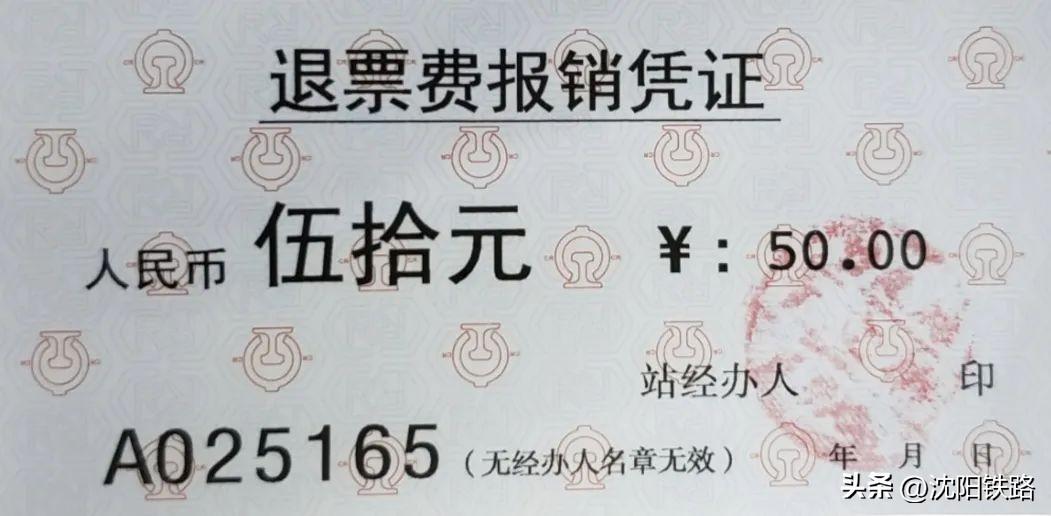 退票费报销凭证
人民币 伍拾元 ¥:50.00
站经办人 印
A025165 (无经办人名章无效) 年 月 日
头条 @沈阳铁路